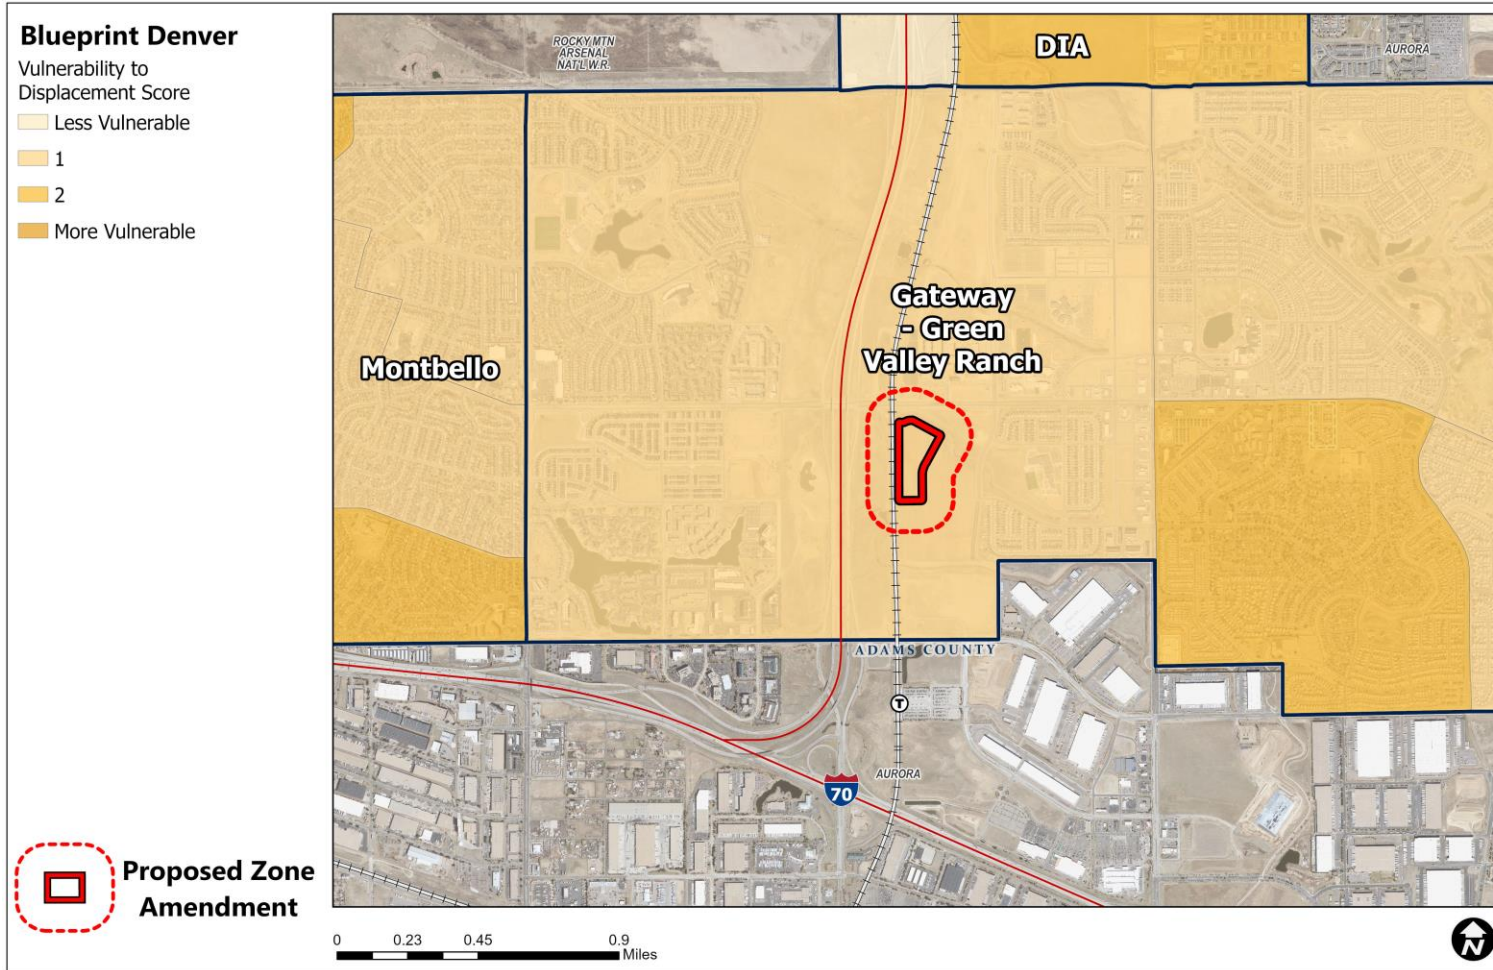 Blueprint Denver
Vulnerability to
Displacement Score
Less Vulnerable
1
2
More Vulnerable
ROCKY MTN
ARSENAL
NAT'L W.R.
DIA
AURORA
Gateway
- Green
Valley Ranch
Montbello
ADAMS COUNTY
T
AURORA
70
Proposed Zone
Amendment
0 0.23 0.45 0.9
Miles
N